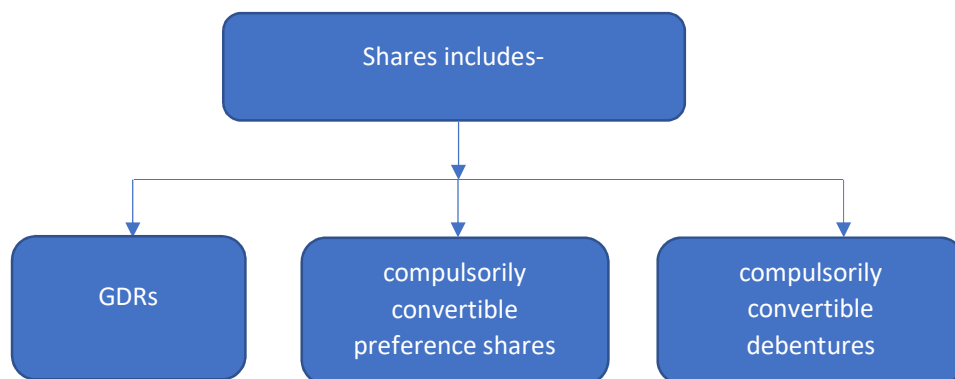 Shares includes-
GDRs
compulsorily
convertible
preference shares
compulsorily
convertible
debentures